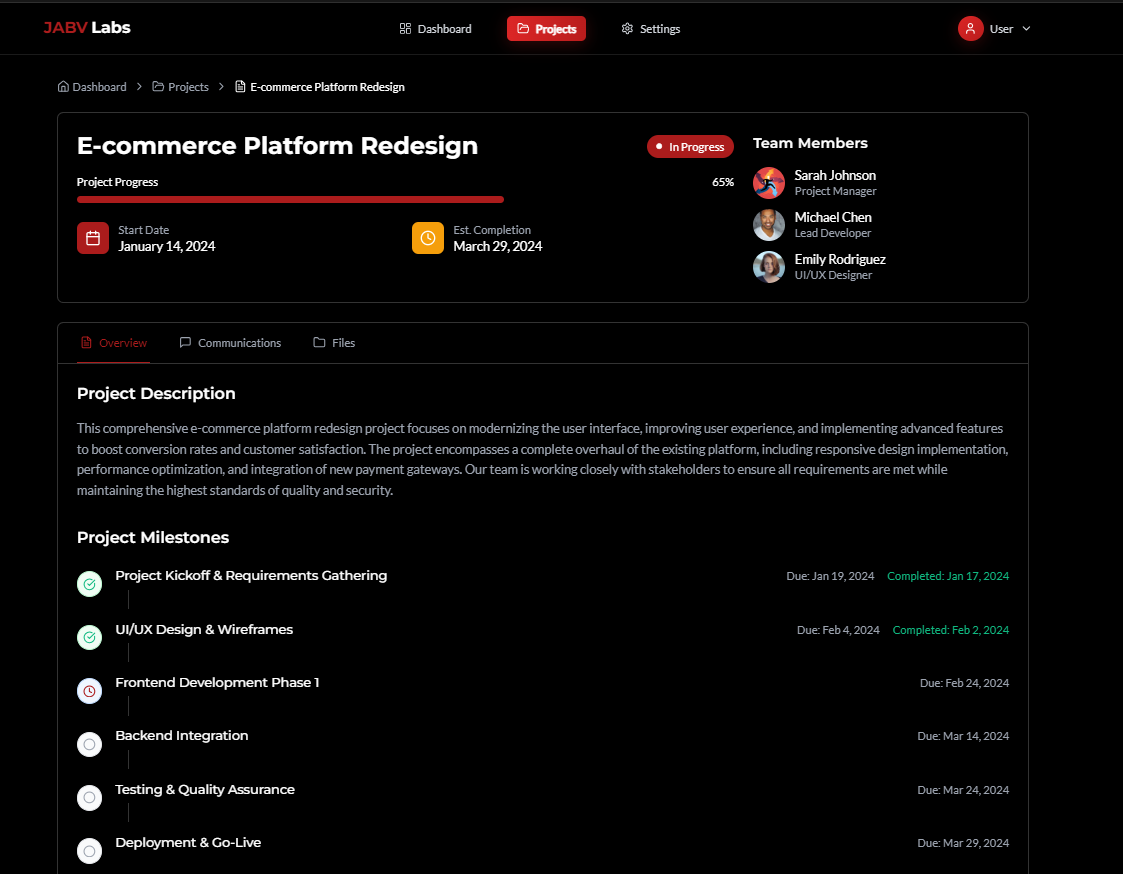 JABV Labs
Dashboard
Projects
Settings
User
Dashboard > Projects > E-commerce Platform Redesign
E-commerce Platform Redesign
In Progress
Project Progress
65%
Start Date
January 14, 2024
Est. Completion
March 29, 2024
Team Members
Sarah Johnson
Project Manager
Michael Chen
Lead Developer
Emily Rodriguez
UI/UX Designer
Overview
Communications
Files
Project Description
This comprehensive e-commerce platform redesign project focuses on modernizing the user interface, improving user experience, and implementing advanced features
to boost conversion rates and customer satisfaction. The project encompasses a complete overhaul of the existing platform, including responsive design implementation,
performance optimization, and integration of new payment gateways. Our team is working closely with stakeholders to ensure all requirements are met while
maintaining the highest standards of quality and security.
Project Milestones
Project Kickoff & Requirements Gathering
Due: Jan 19, 2024
Completed: Jan 17, 2024
UI/UX Design & Wireframes
Due: Feb 4, 2024
Completed: Feb 2, 2024
Frontend Development Phase 1
Due: Feb 24, 2024
Backend Integration
Due: Mar 14, 2024
Testing & Quality Assurance
Due: Mar 24, 2024
Deployment & Go-Live
Due: Mar 29, 2024